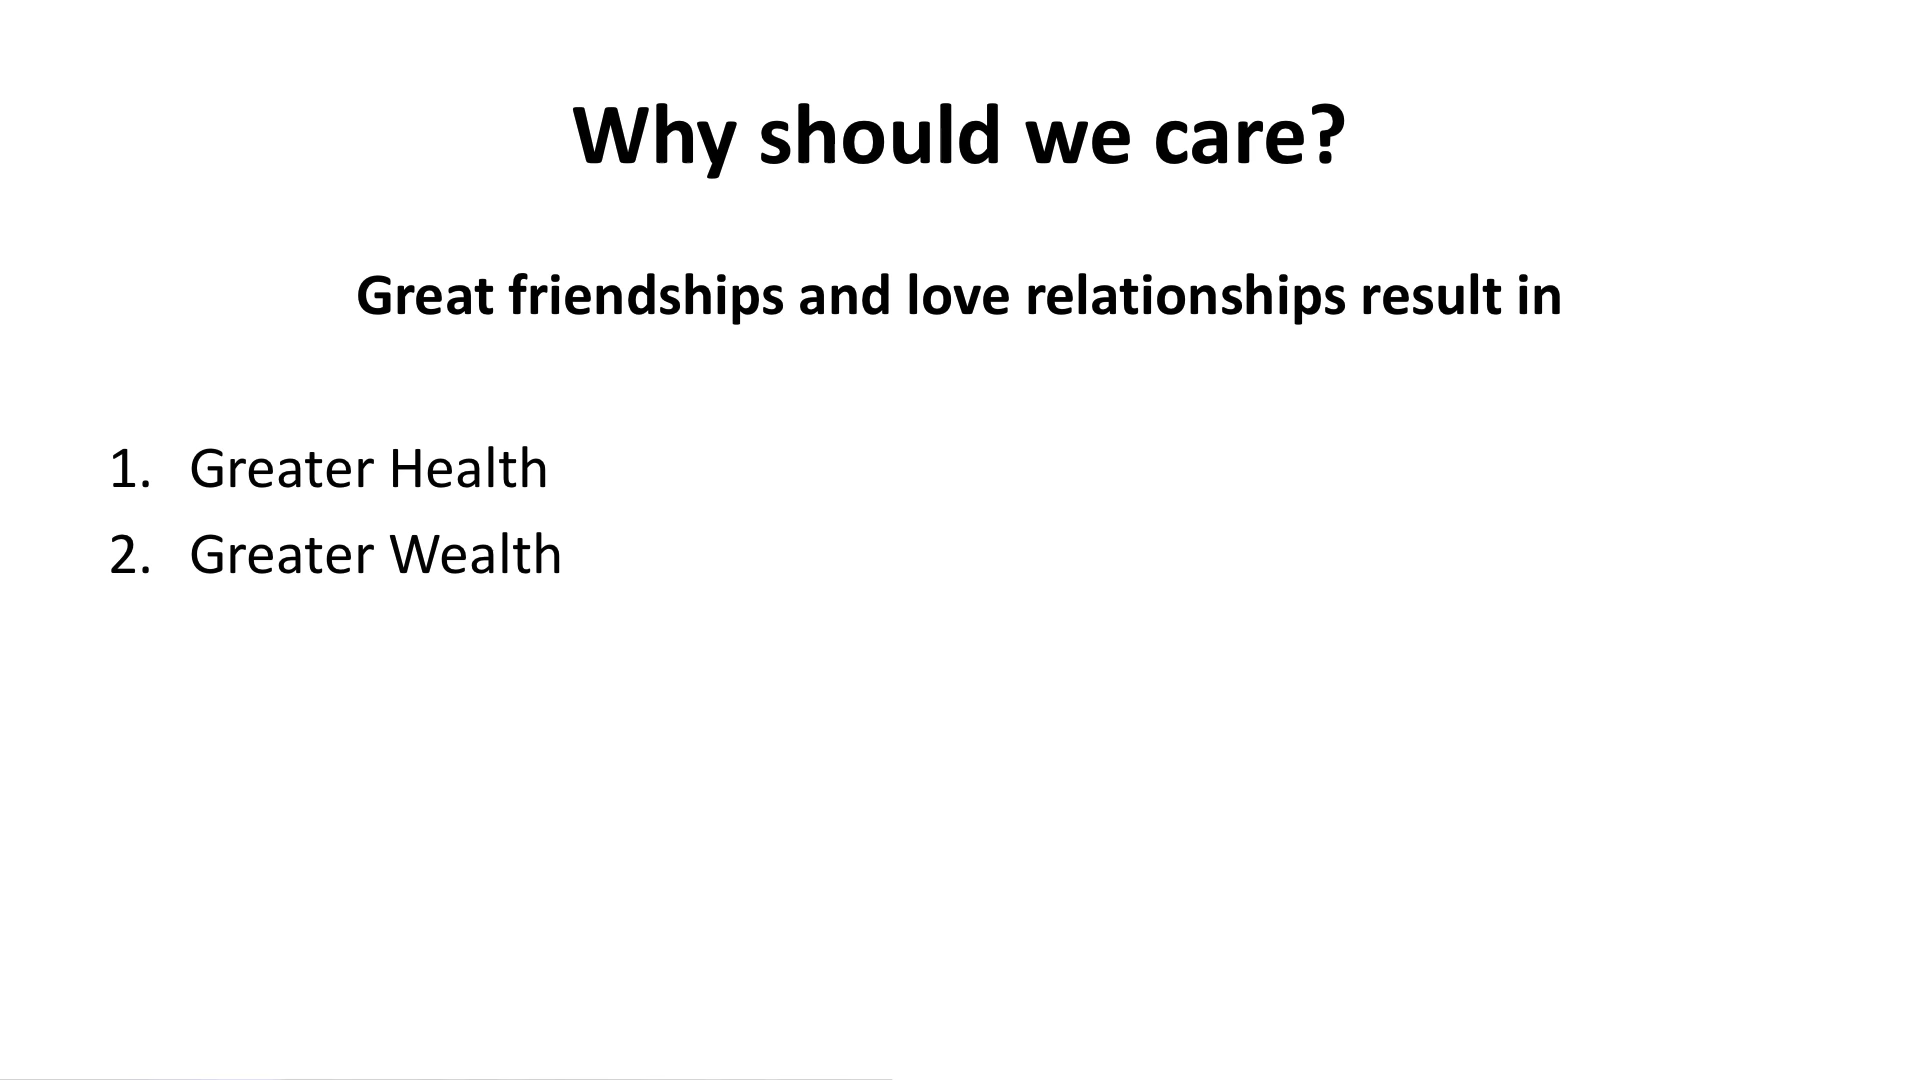 Why should we care?
Great friendships and love relationships result in
1. Greater Health
2. Greater Wealth